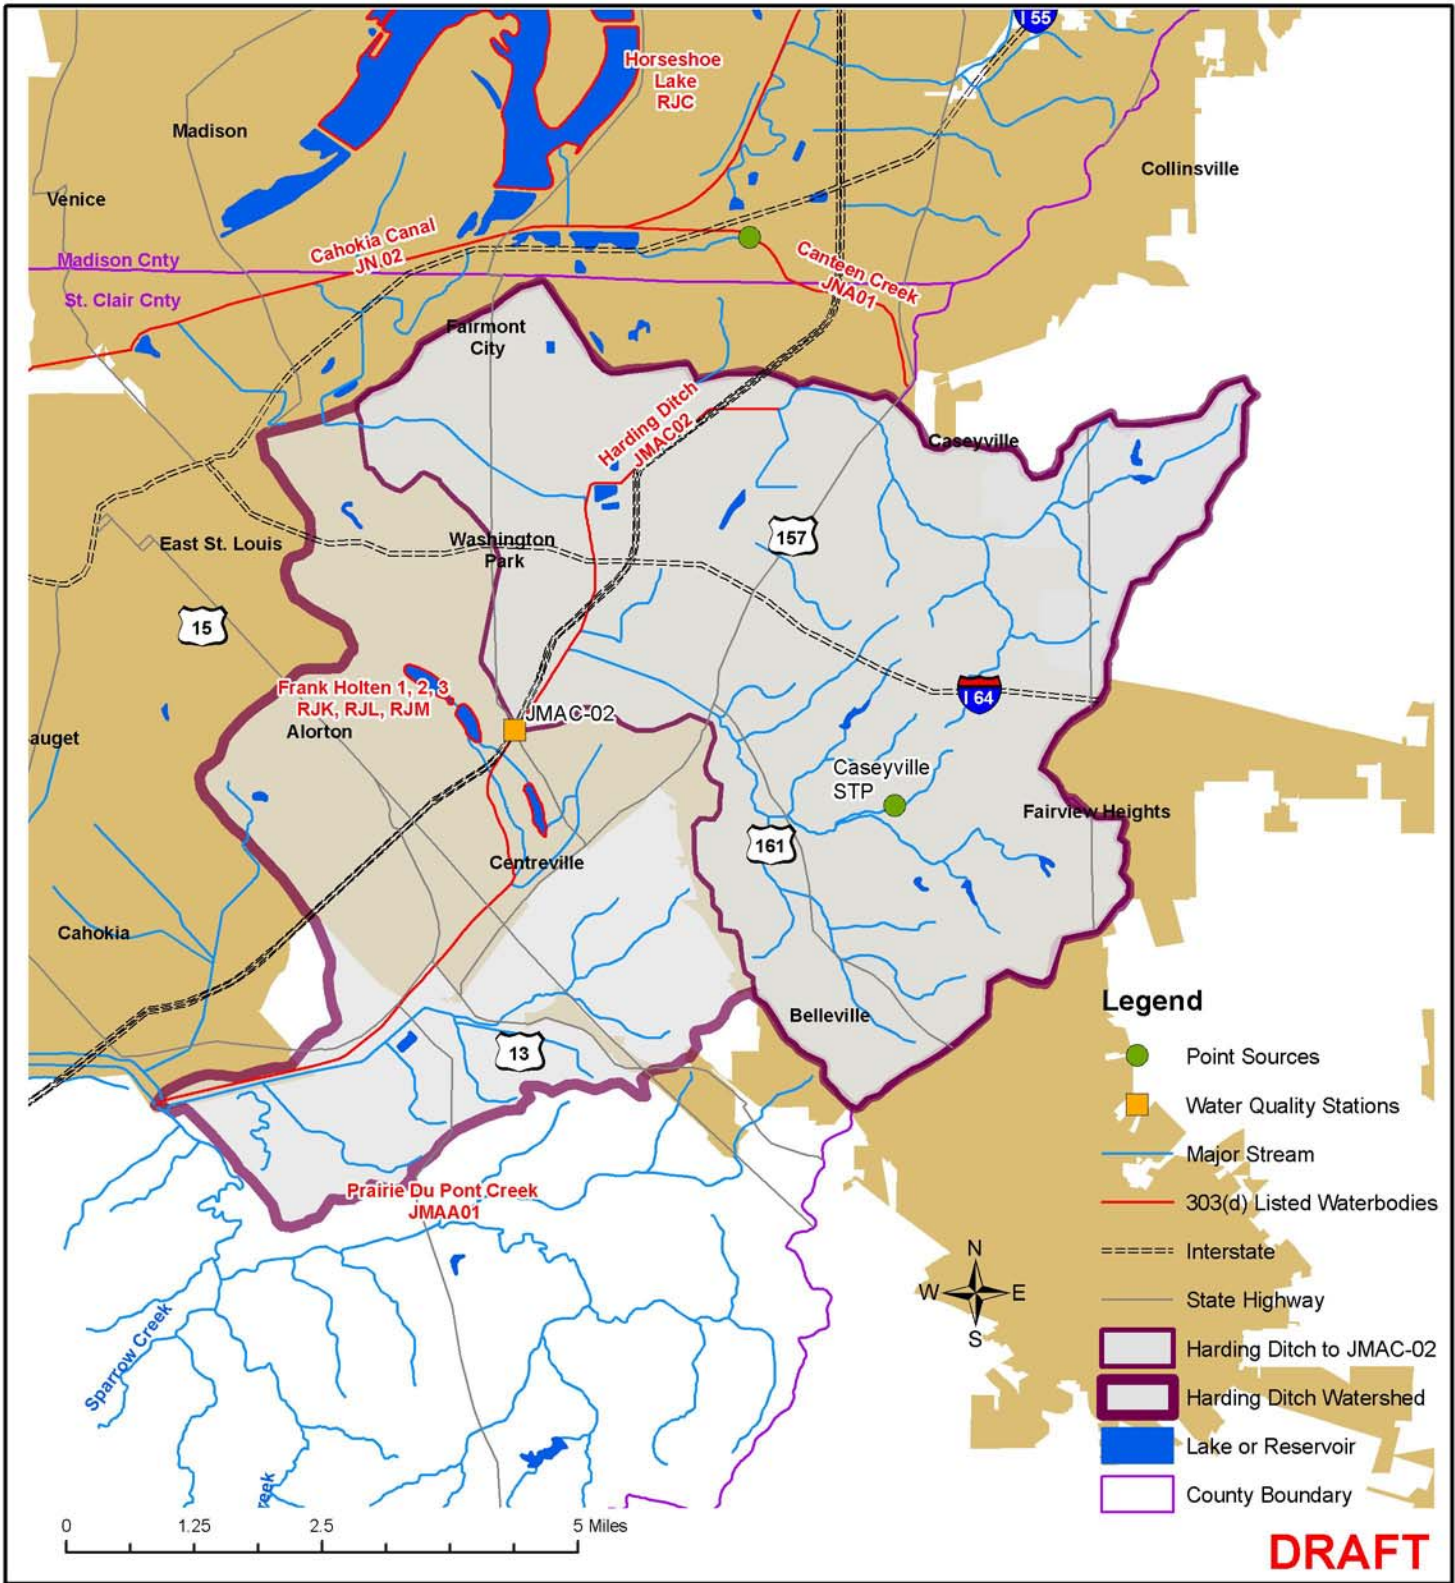 I 55
Horseshoe
Lake
RJC
Madison
Collinsville
Venice
Cahokia Canal
JN 02
Madison Cnty
Canteen Creek
JNA01
St. Clair Cnty
Fairmont
City
Harding Ditch
JMAC02
Caseyville
157
Washington
Park
East St. Louis
15
Frank Holten 1, 2, 3
RJK, RJL, RJM
I 64
JMAC-02
Alorton
auget
Caseyville
STP
Fairview Heights
161
Centreville
Cahokia
Belleville
13
Prairie Du Pont Creek
JMAA01
Sparrow Creek
reek
N
W
E
S
Legend
Point Sources
Water Quality Stations
Major Stream
303(d) Listed Waterbodies
Interstate
State Highway
Harding Ditch to JMAC-02
Harding Ditch Watershed
Lake or Reservoir
County Boundary
0 1.25 2.5 5 Miles
DRAFT